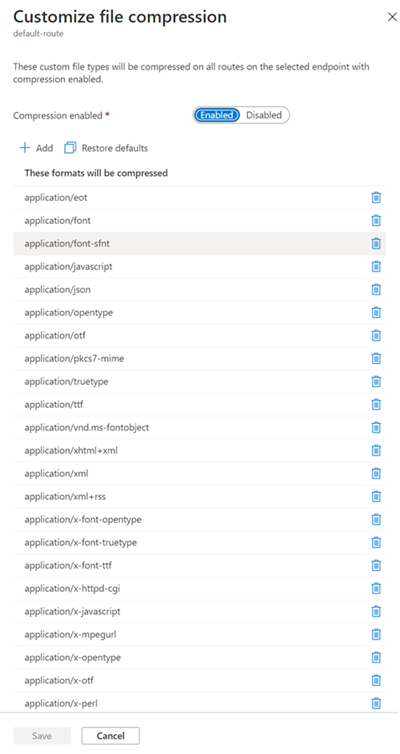 Customize file compression
default-route
These custom file types will be compressed on all routes on the selected endpoint with
compression enabled.
Compression enabled * Enabled Disabled
Add Restore defaults
These formats will be compressed
application/eot
application/font
application/font-sfnt
application/javascript
application/json
application/opentype
application/otf
application/pkcs7-mime
application/truetype
application/ttf
application/vnd.ms-fontobject
application/xhtml+xml
application/xml
application/xml+rss
application/x-font-opentype
application/x-font-truetype
application/x-font-ttf
application/x-httpd-cgi
application/x-javascript
application/x-mpegurl
application/x-opentype
application/x-otf
application/x-perl
Save Cancel